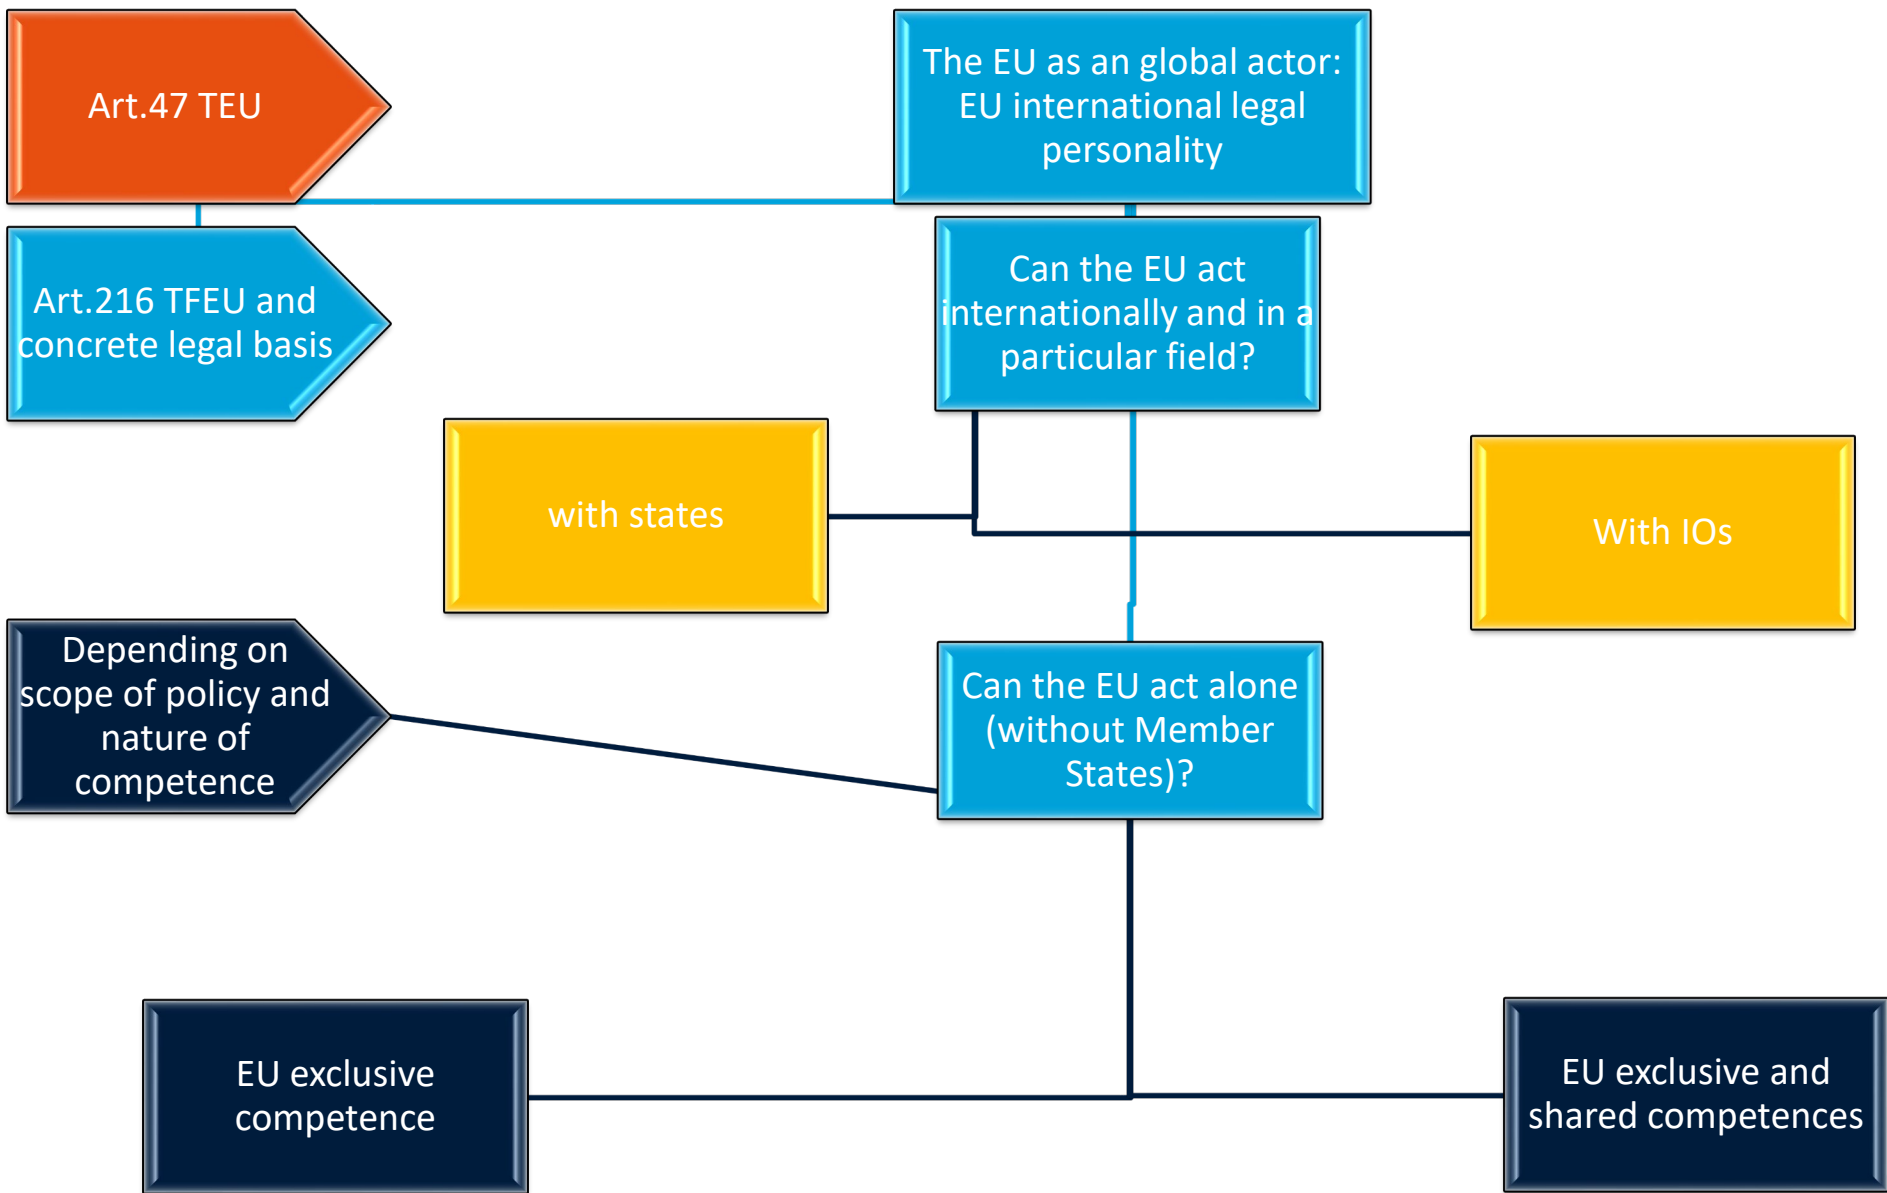 Art.47 TEU
The EU as an global actor:
EU international legal
personality
Art.216 TFEU and
concrete legal basis
Can the EU act
internationally and in a
particular field?
with states
With IOs
Depending on
scope of policy and
nature of
competence
Can the EU act alone
(without Member
States)?
EU exclusive
competence
EU exclusive and
shared competences